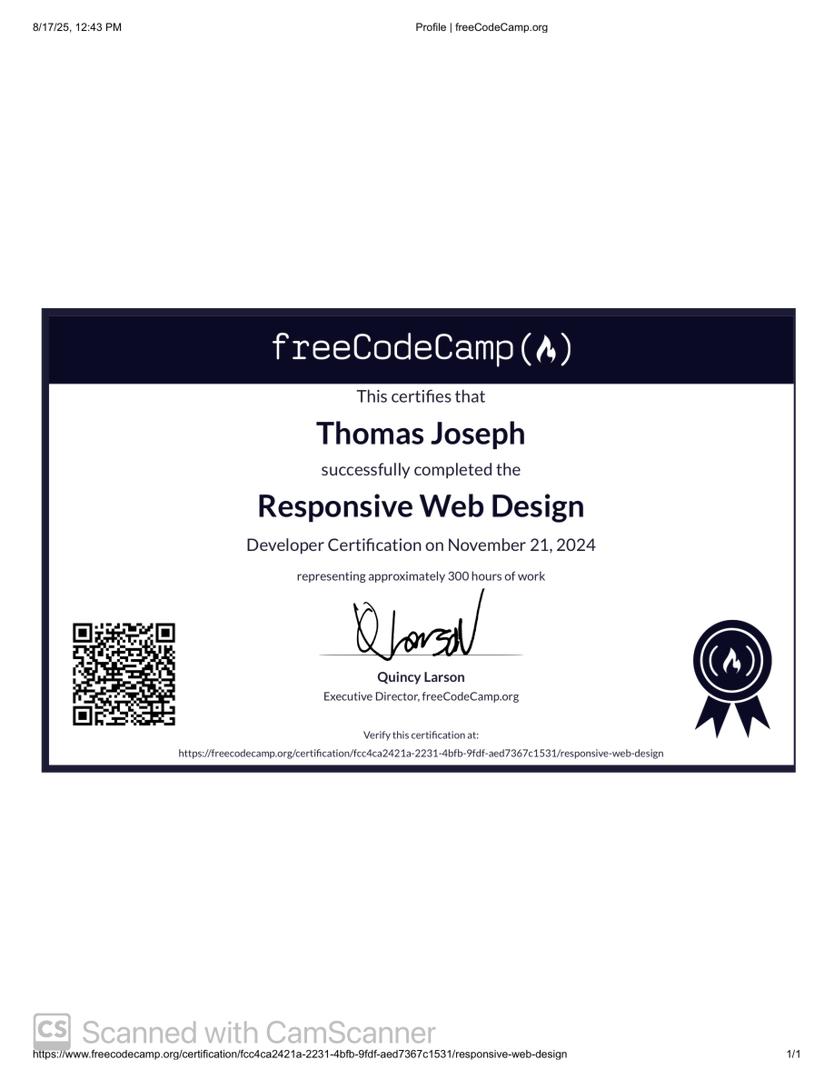 8/17/25, 12:43 PM Profile | freeCodeCamp.org
freeCodeCamp(🔥)
This certifies that
Thomas Joseph
successfully completed the
Responsive Web Design
Developer Certification on November 21, 2024
representing approximately 300 hours of work
Quincy Larson
Executive Director, freeCodeCamp.org
Verify this certification at:
https://freecodecamp.org/certification/fcc4ca2421a-2231-4bfb-9fdf-aed7367c1531/responsive-web-design
CS Scanned with CamScanner
https://www.freecodecamp.org/certification/fcc4ca2421a-2231-4bfb-9fdf-aed7367c1531/responsive-web-design 1/1